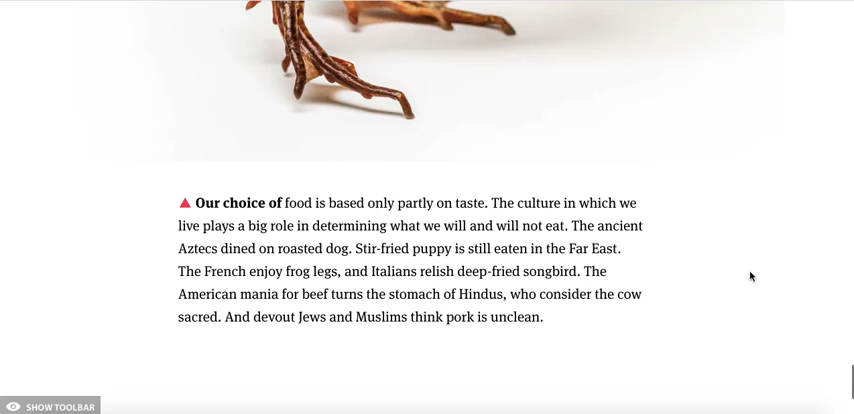 Our choice of food is based only partly on taste. The culture in which we
live plays a big role in determining what we will and will not eat. The ancient
Aztecs dined on roasted dog. Stir-fried puppy is still eaten in the Far East.
The French enjoy frog legs, and Italians relish deep-fried songbird. The
American mania for beef turns the stomach of Hindus, who consider the cow
sacred. And devout Jews and Muslims think pork is unclean.
SHOW TOOLBAR